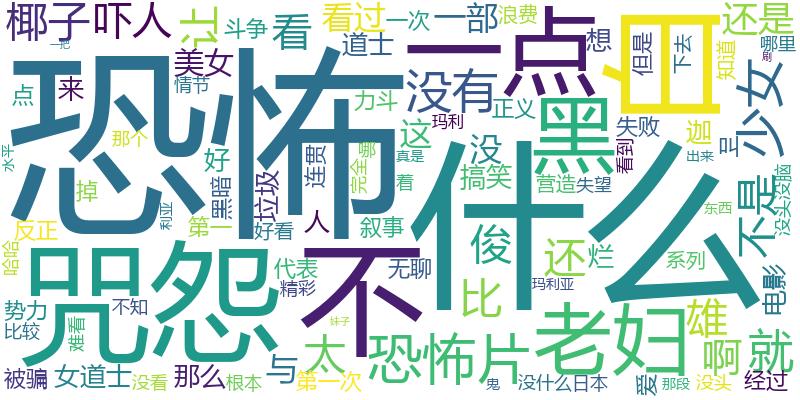 恐怖
什么
咒怨
不
一点
黑
白
老妇
恐怖片
少女
不是
没有
椰子
吓人
让
斗争
看
看过
一次
一部
浪费
还是
道士
想
但是
下去
知道
哪里
刷
一把
美女
情节
点
来
那个
力斗
这
玛利
正义
没
失败
迦
叫
看到
出来
水平
好
黑暗
垃圾
连贯
完全
哪
真是
着
搞笑
营造
失望
没头没脑
掉
利亚
第一
好看
人
叙事
俊
还
烂
东西
反正
哈哈
代表
精彩
无聊
比
玛利亚
系列
电影
势力
比较
不知
难看
妹子
太
雄
啊
就
被骗
女道士
没看
那么
根本
与
第一次
鬼
没什么
日本
爱
那段
没头
经过